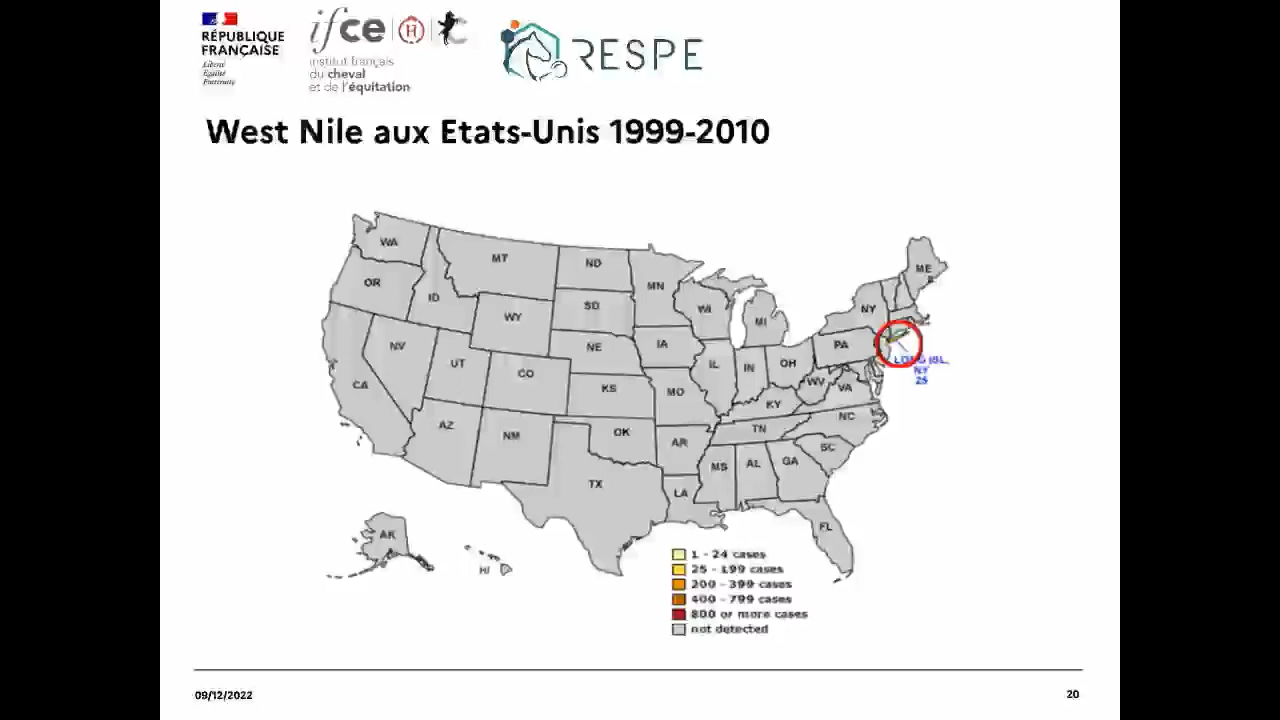 RÉPUBLIQUE
FRANÇAISE
Liberté
Égalité
Fraternité
ifce
H
institut français
du cheval
et de l'équitation
RESPE
West Nile aux Etats-Unis 1999-2010
WA
MT
ND
MN
ME
OR
ID
SD
WI
NY
WY
MI
NV
NE
IA
PA
UT
CO
IL
IN
OH
LONG ISL,
NY
25
CA
KS
MO
WV
VA
KY
AZ
NM
OK
TN
NC
AR
SC
TX
MS
AL
GA
LA
FL
AK
HI
1 - 24 cases
25 - 199 cases
200 - 399 cases
400 - 799 cases
800 or more cases
not detected
09/12/2022
20